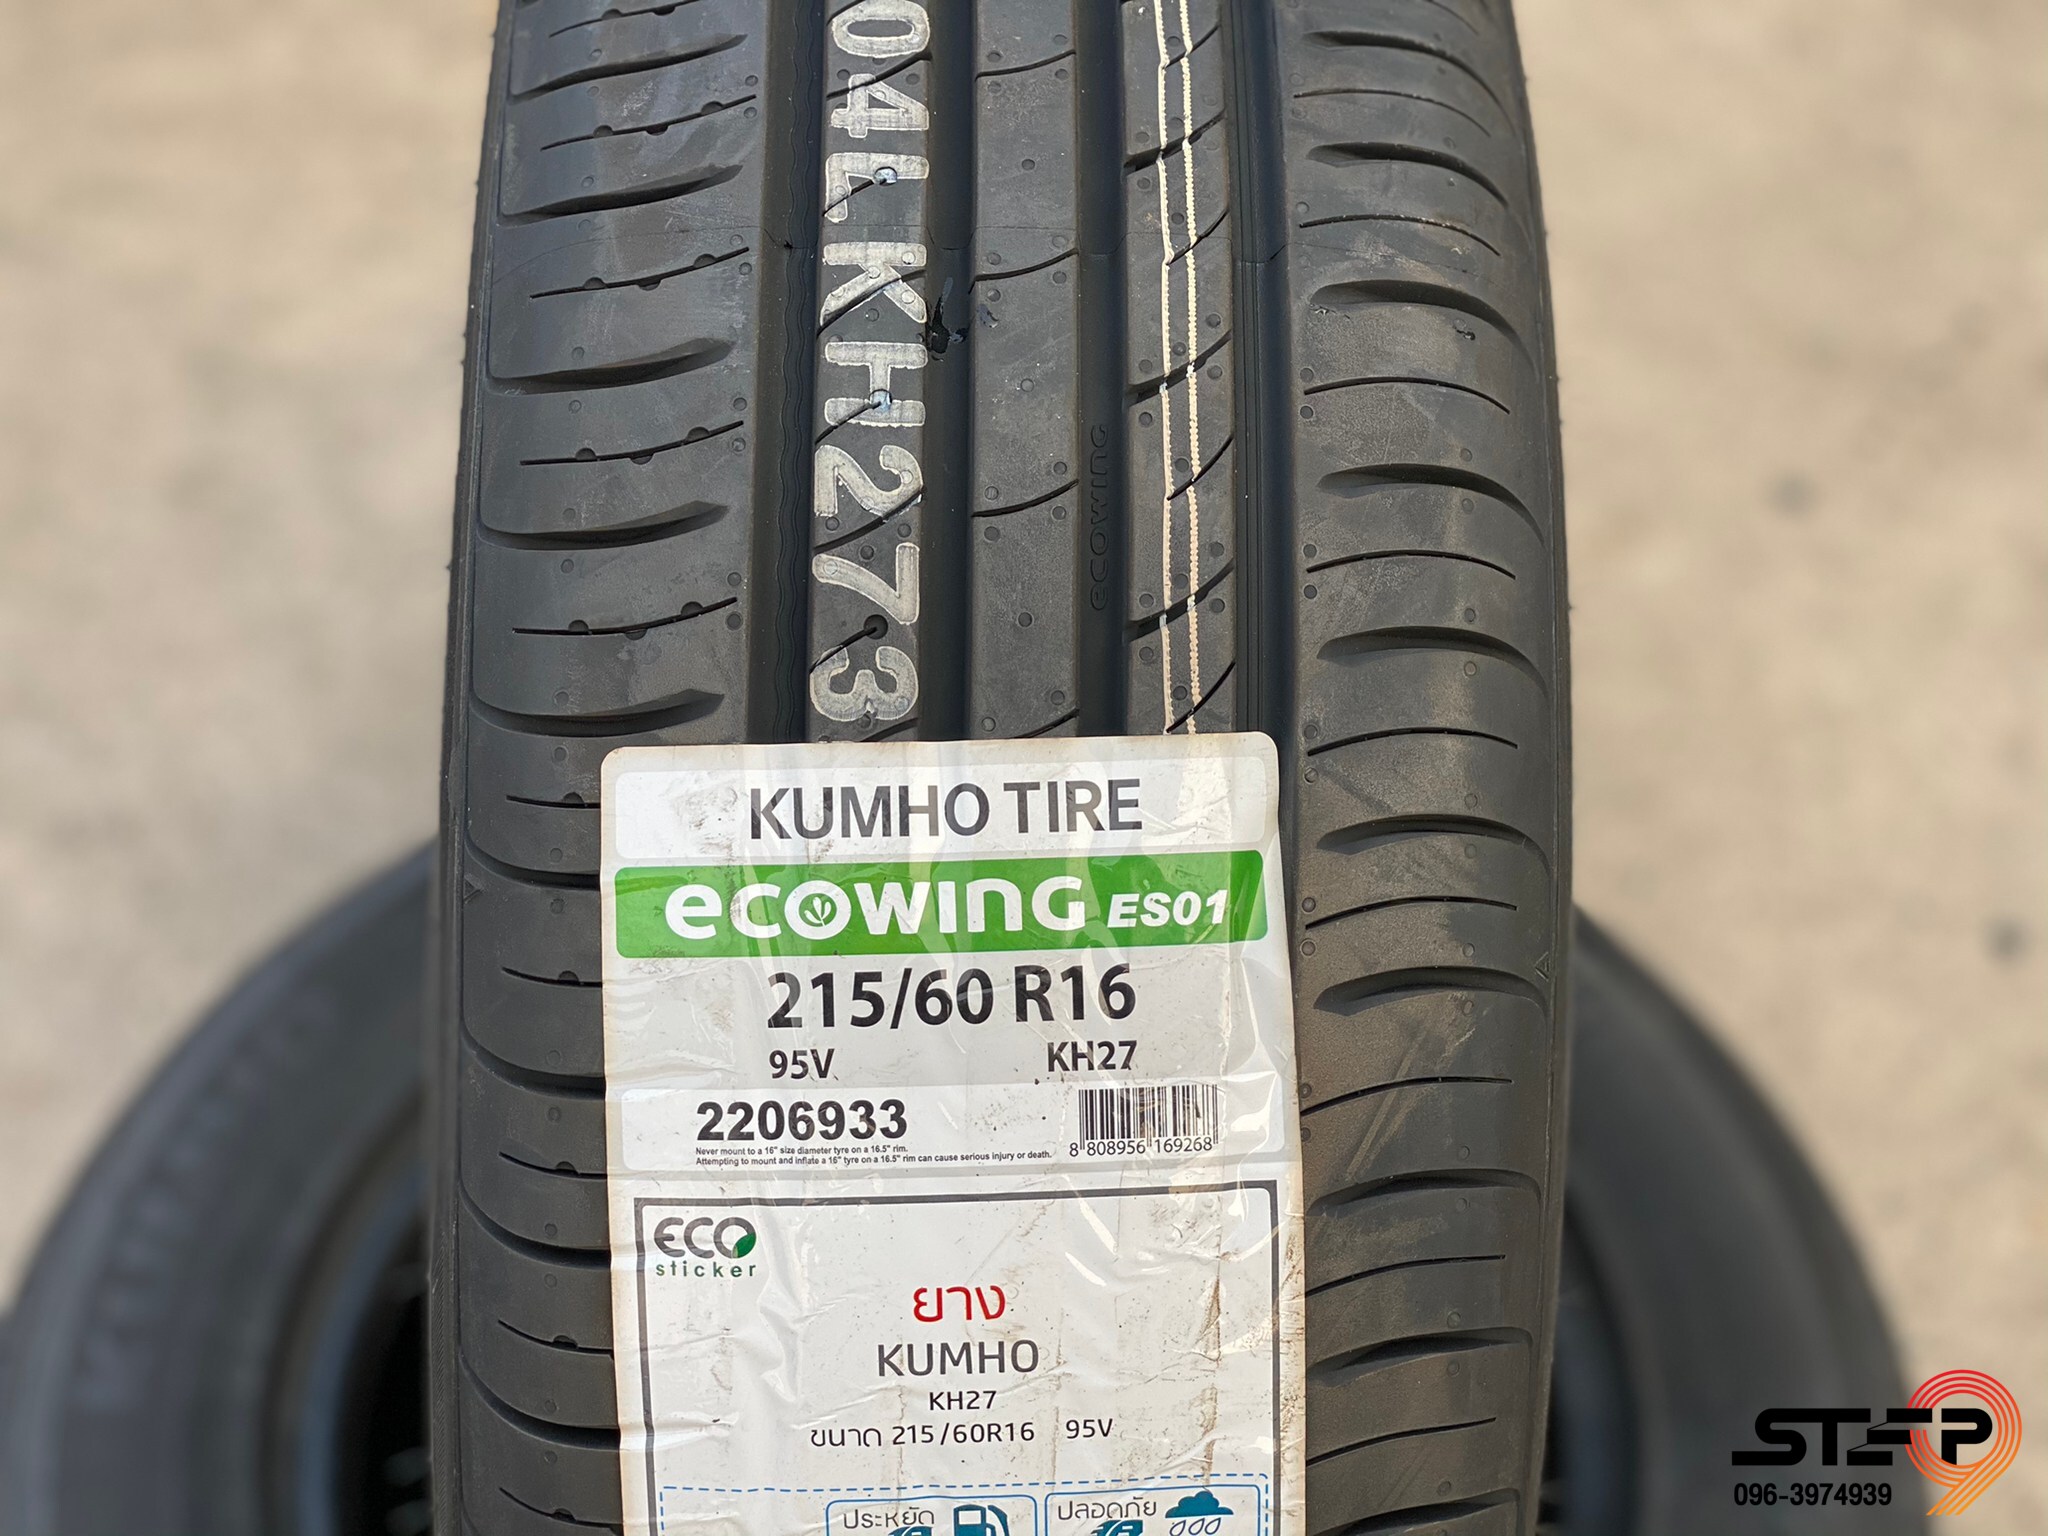 04LKH273
ecowing
KUMHO TIRE
ecowing ES01
215/60 R16
95V KH27
2206933
Never mount to a 16" size diameter tyre on a 16.5" rim.
Attempting to mount and inflate a 16" tyre on a 16.5" rim can cause serious injury or death.
8 808956 169268
ECO
sticker
ยาง
KUMHO
KH27
ขนาด 215/60R16 95V
ประหยัด ปลอดภัย
STEP 9
096-3974939